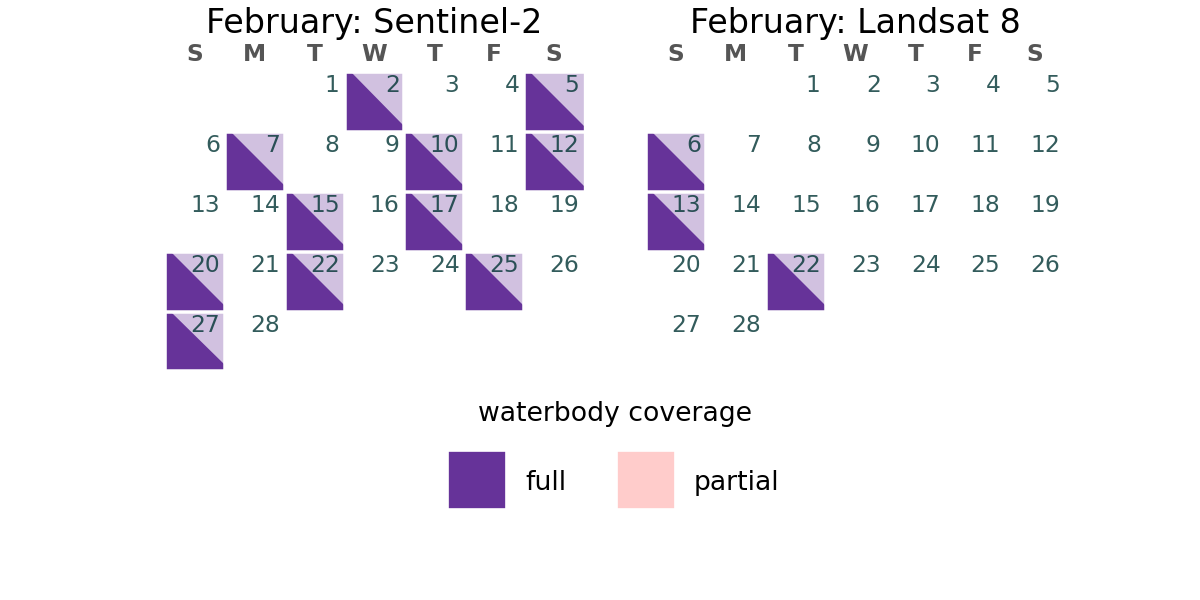 February: Sentinel-2
S M T W T F S
1 2 3 4 5
6 7 8 9 10 11 12
13 14 15 16 17 18 19
20 21 22 23 24 25 26
27 28
February: Landsat 8
S M T W T F S
1 2 3 4 5
6 7 8 9 10 11 12
13 14 15 16 17 18 19
20 21 22 23 24 25 26
27 28
waterbody coverage
full
partial